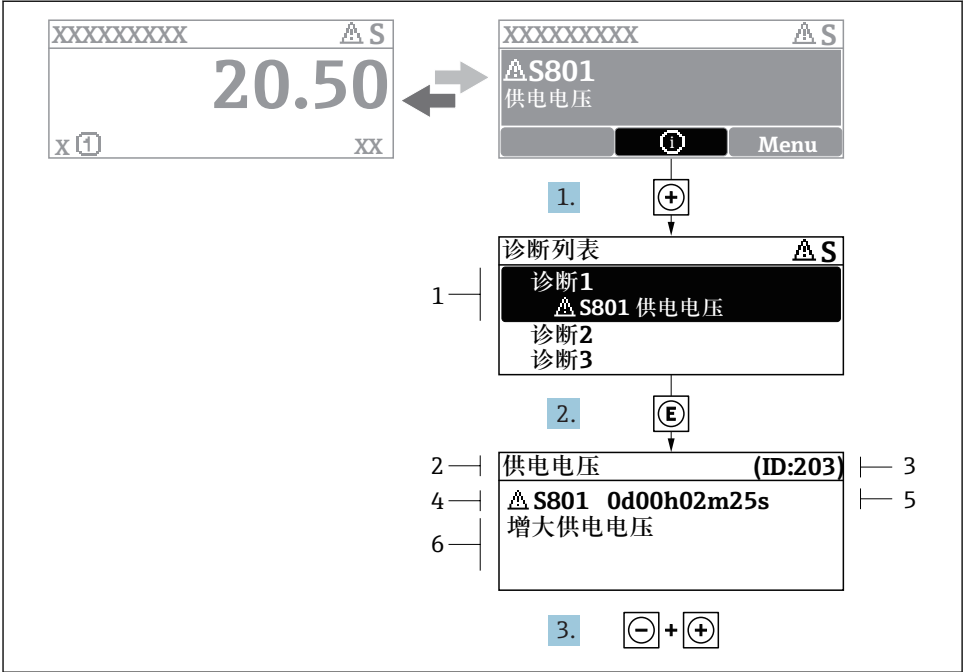 XXXXXXXXX S
20.50
X 1 XX
XXXXXXXXX S
S801
供电电压
i Menu
1. +
诊断列表 S
1
诊断1
S801 供电电压
诊断2
诊断3
2. E
2 供电电压 (ID:203) 3
4 S801 0d00h02m25s 5
6 增大供电电压
3. - + +